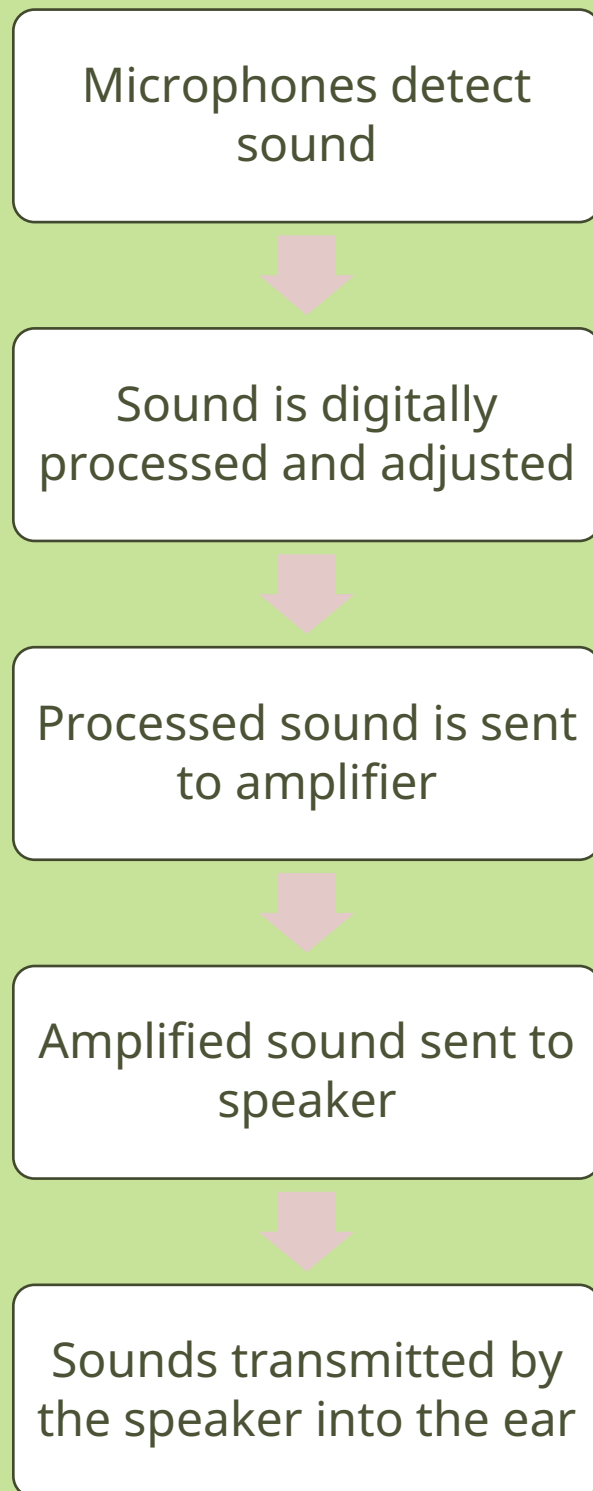 Microphones detect
sound
Sound is digitally
processed and adjusted
Processed sound is sent
to amplifier
Amplified sound sent to
speaker
Sounds transmitted by
the speaker into the ear